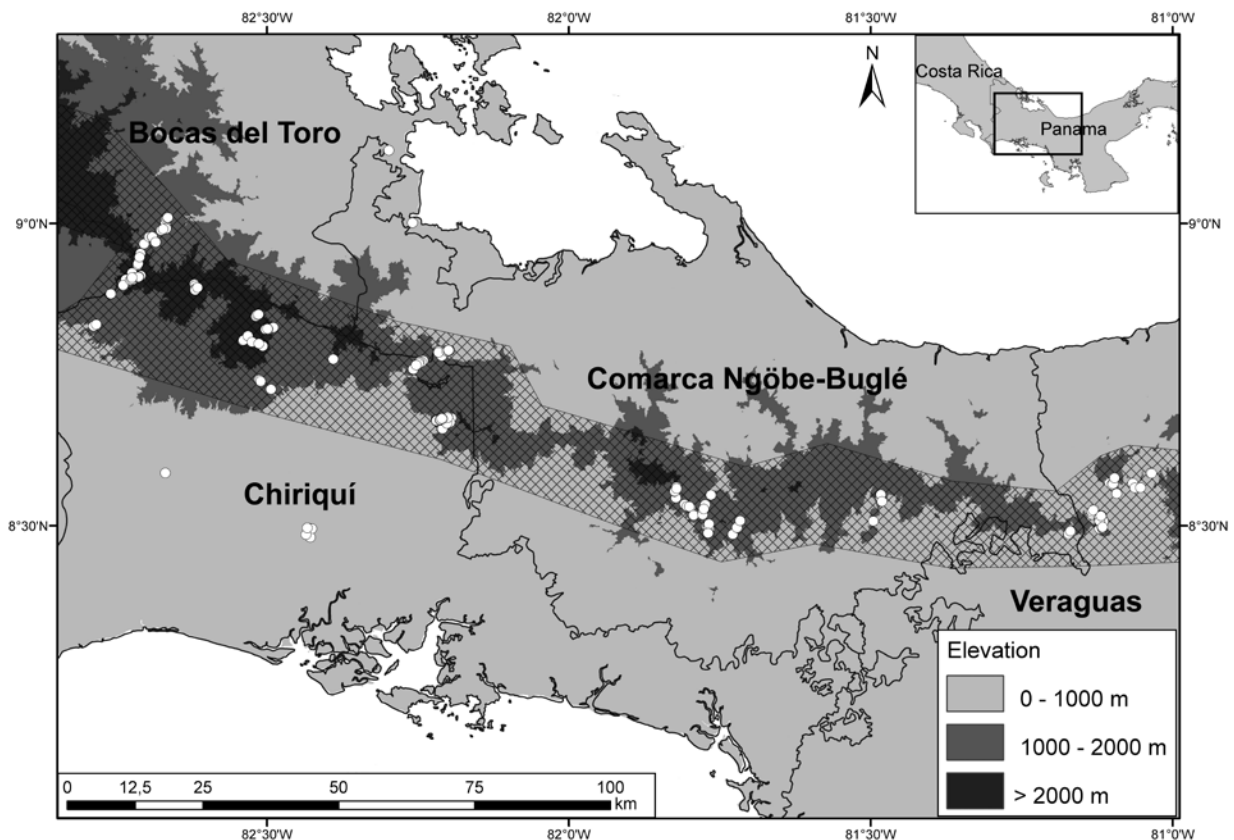 82°30'W 82°0'W 81°30'W 81°0'W
N
Costa Rica
Panama
Bocas del Toro
9°0'N 9°0'N
Comarca Ngöbe-Buglé
Chiriquí
8°30'N 8°30'N
Veraguas
Elevation
0 - 1000 m
1000 - 2000 m
> 2000 m
0 12,5 25 50 75 100
km
82°30'W 82°0'W 81°30'W 81°0'W